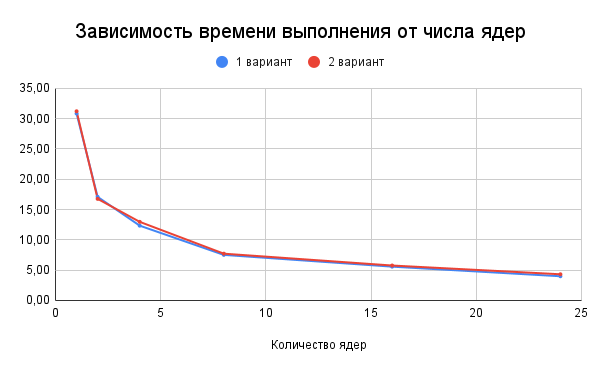 Зависимость времени выполнения от числа ядер
1 вариант 2 вариант
35,00
30,00
25,00
20,00
15,00
10,00
5,00
0,00
0 5 10 15 20 25
Количество ядер